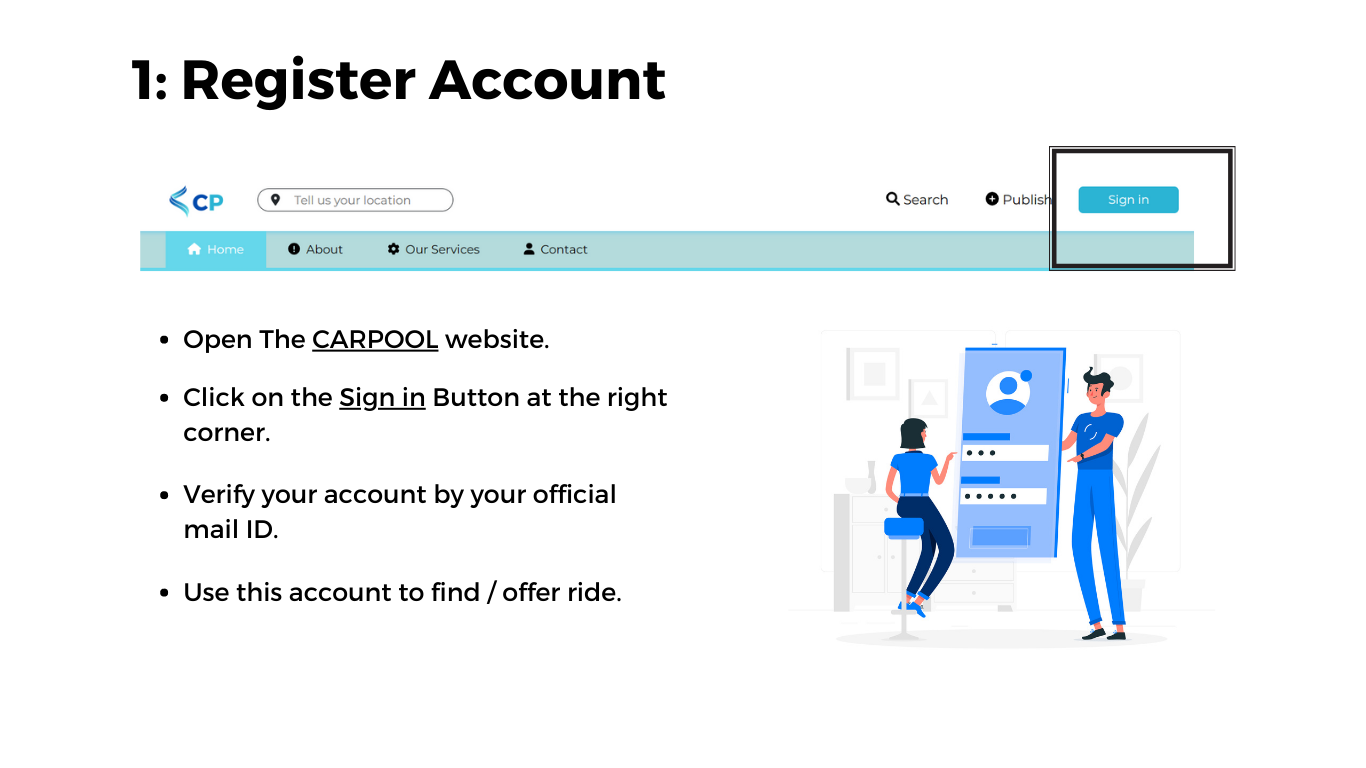 1: Register Account
CP
Tell us your location
Search
Publish
Sign in
Home
About
Our Services
Contact
• Open The CARPOOL website.
• Click on the Sign in Button at the right
corner.
• Verify your account by your official
mail ID.
• Use this account to find / offer ride.